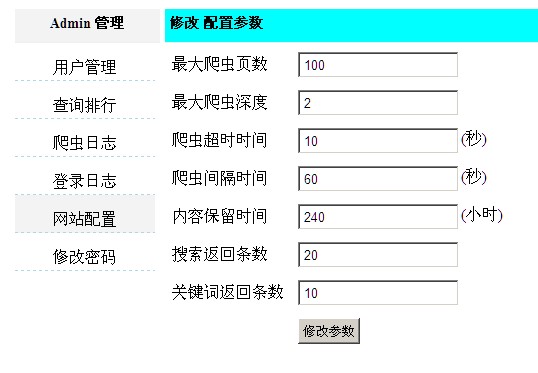 Admin 管理
用户管理
查询排行
爬虫日志
登录日志
网站配置
修改密码
修改 配置参数
最大爬虫页数 100
最大爬虫深度 2
爬虫超时时间 10 (秒)
爬虫间隔时间 60 (秒)
内容保留时间 240 (小时)
搜索返回条数 20
关键词返回条数 10
修改参数